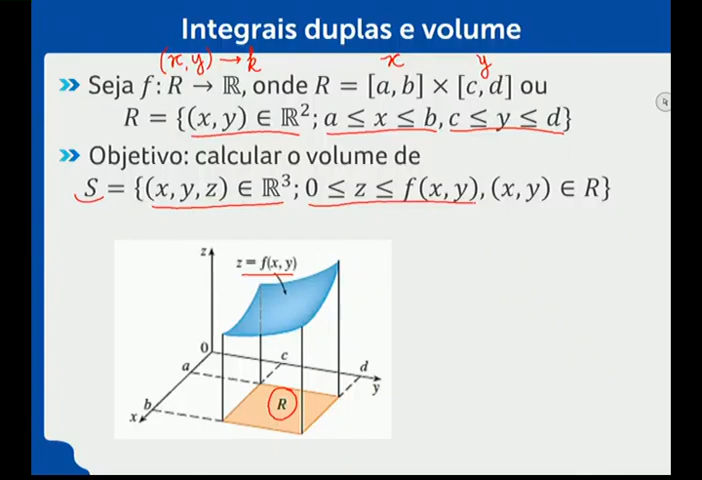 Integrais duplas e volume
(x, y) → k x y
Seja f: R → ℝ, onde R = [a, b] × [c, d] ou
R = {(x, y) ∈ ℝ²; a ≤ x ≤ b, c ≤ y ≤ d}
Objetivo: calcular o volume de
S = {(x, y, z) ∈ ℝ³; 0 ≤ z ≤ f(x, y), (x, y) ∈ R}
z
z = f(x, y)
0
c
a
d
y
b
R
x